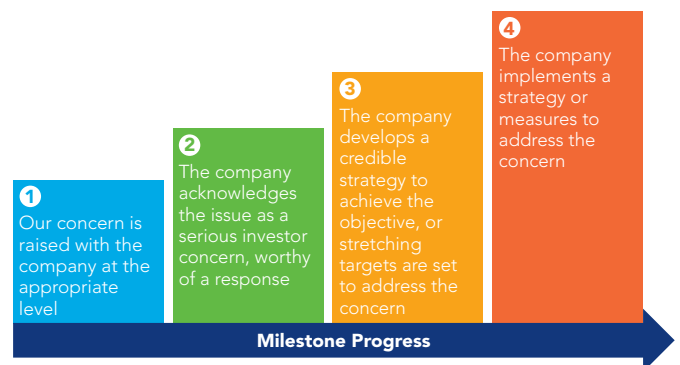 1
Our concern is
raised with the
company at the
appropriate
level
2
The company
acknowledges
the issue as a
serious investor
concern, worthy
of a response
3
The company
develops a
credible
strategy to
achieve the
objective, or
stretching
targets are set
to address the
concern
4
The company
implements a
strategy or
measures to
address the
concern
Milestone Progress